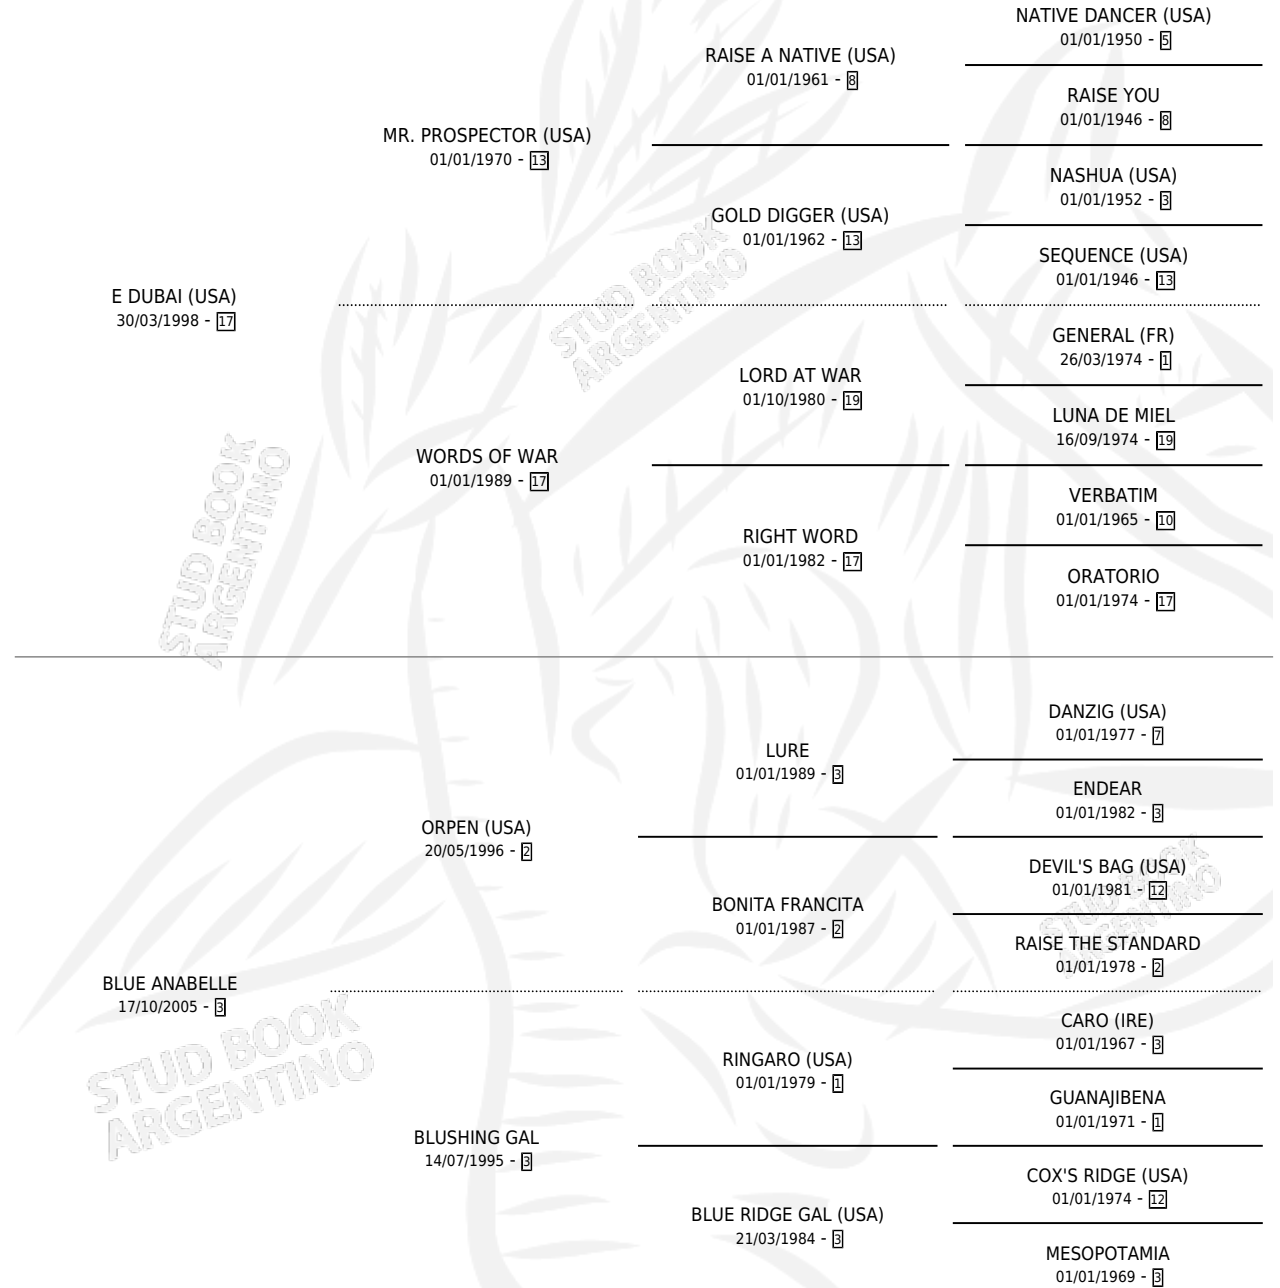 NATIVE DANCER (USA)
01/01/1950 - 5
RAISE A NATIVE (USA)
01/01/1961 - 8
RAISE YOU
01/01/1946 - 8
MR. PROSPECTOR (USA)
01/01/1970 - 13
NASHUA (USA)
01/01/1952 - 3
GOLD DIGGER (USA)
01/01/1962 - 13
SEQUENCE (USA)
01/01/1946 - 13
E DUBAI (USA)
30/03/1998 - 17
STUD BOOK
ARGENTINO
GENERAL (FR)
26/03/1974 - 1
LORD AT WAR
01/10/1980 - 19
LUNA DE MIEL
16/09/1974 - 19
WORDS OF WAR
01/01/1989 - 17
VERBATIM
01/01/1965 - 10
RIGHT WORD
01/01/1982 - 17
ORATORIO
01/01/1974 - 17
STUD BOOK
ARGENTINO
DANZIG (USA)
01/01/1977 - 7
LURE
01/01/1989 - 3
ENDEAR
01/01/1982 - 3
ORPEN (USA)
20/05/1996 - 2
DEVIL'S BAG (USA)
01/01/1981 - 12
BONITA FRANCITA
01/01/1987 - 2
RAISE THE STANDARD
01/01/1978 - 2
STUD BOOK
ARGENTINO
BLUE ANABELLE
17/10/2005 - 3
CARO (IRE)
01/01/1967 - 3
RINGARO (USA)
01/01/1979 - 1
GUANAJIBENA
01/01/1971 - 1
BLUSHING GAL
14/07/1995 - 3
COX'S RIDGE (USA)
01/01/1974 - 12
BLUE RIDGE GAL (USA)
21/03/1984 - 3
MESOPOTAMIA
01/01/1969 - 3
STUD BOOK
ARGENTINO